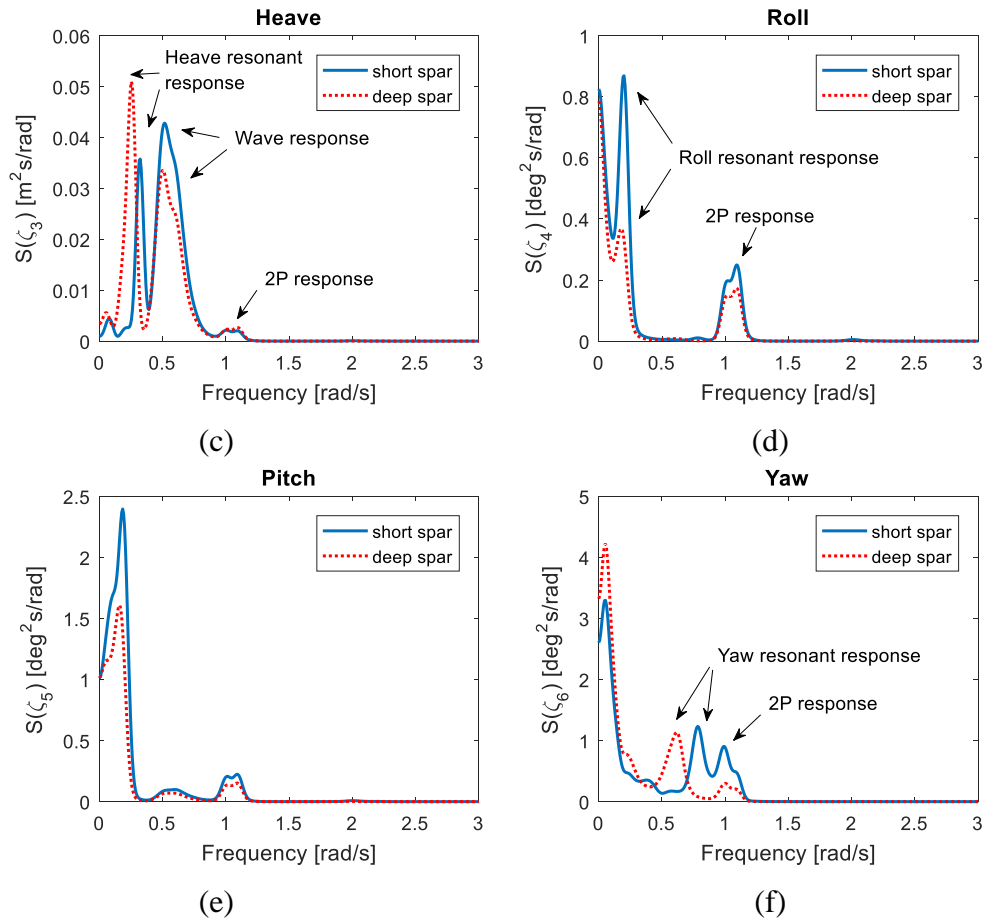 Heave
S(ζ3) [m2s/rad]
0.06
0.05
0.04
0.03
0.02
0.01
0
Heave resonant
response
short spar
deep spar
Wave response
2P response
0 0.5 1 1.5 2 2.5 3
Frequency [rad/s]
(c)
Roll
S(ζ4) [deg2s/rad]
1
0.8
0.6
0.4
0.2
0
short spar
deep spar
Roll resonant response
2P response
0 0.5 1 1.5 2 2.5 3
Frequency [rad/s]
(d)
Pitch
S(ζ5) [deg2s/rad]
2.5
2
1.5
1
0.5
0
short spar
deep spar
0 0.5 1 1.5 2 2.5 3
Frequency [rad/s]
(e)
Yaw
S(ζ6) [deg2s/rad]
5
4
3
2
1
0
short spar
deep spar
Yaw resonant response
2P response
0 0.5 1 1.5 2 2.5 3
Frequency [rad/s]
(f)